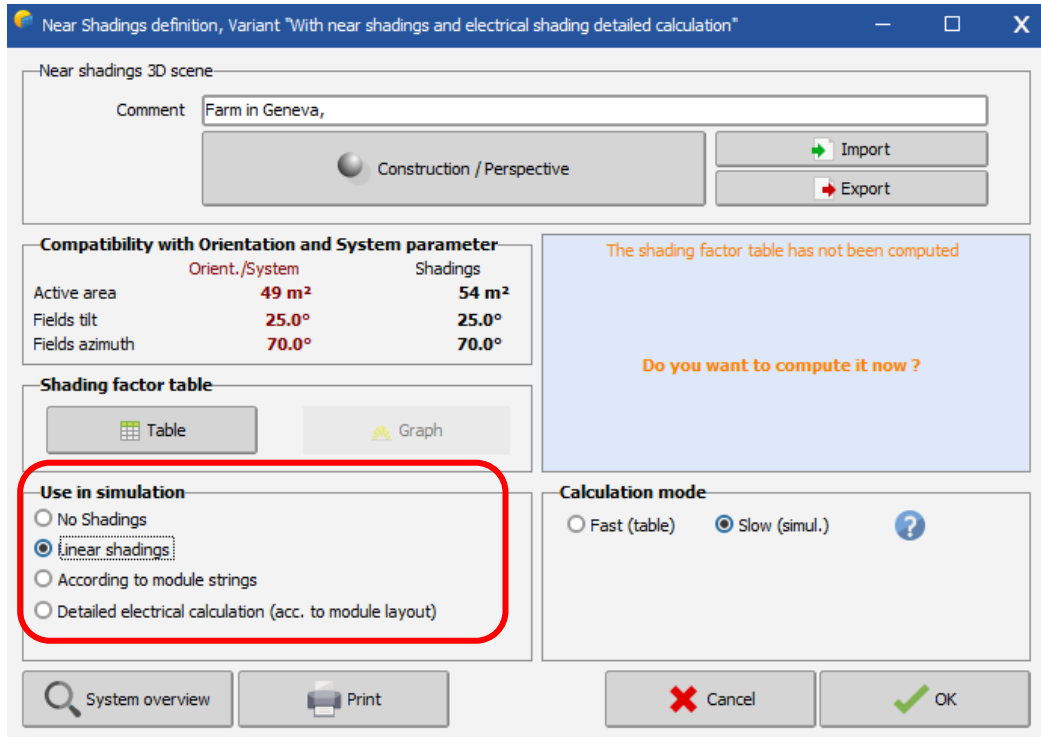 Near Shadings definition, Variant "With near shadings and electrical shading detailed calculation"
Near shadings 3D scene
Comment Farm in Geneva,
Construction / Perspective
Import
Export
Compatibility with Orientation and System parameter
Orient./System Shadings
Active area 49 m² 54 m²
Fields tilt 25.0° 25.0°
Fields azimuth 70.0° 70.0°
The shading factor table has not been computed
Do you want to compute it now ?
Shading factor table
Table Graph
Use in simulation
No Shadings
Linear shadings
According to module strings
Detailed electrical calculation (acc. to module layout)
Calculation mode
Fast (table) Slow (simul.) ?
System overview Print Cancel OK